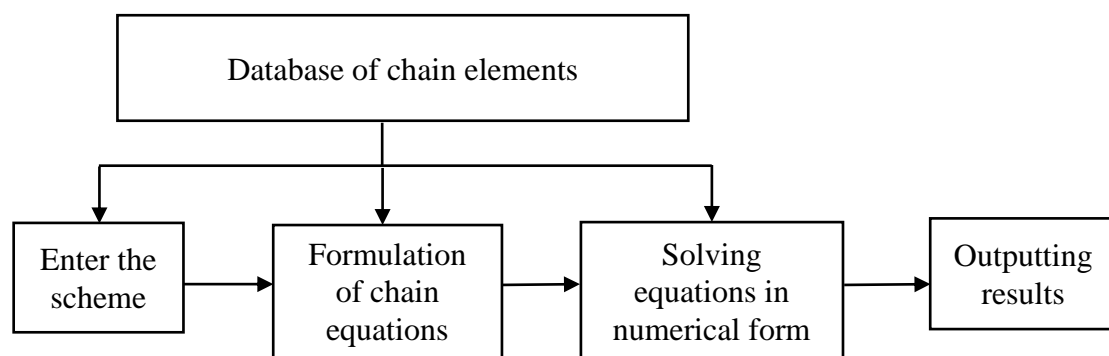 Database of chain elements
Enter the
scheme
Formulation
of chain
equations
Solving
equations in
numerical form
Outputting
results